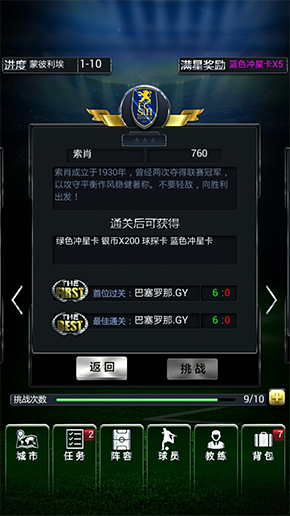 进度 蒙彼利埃 1-10 满星奖励 蓝色冲星卡X5
索肖 760
索肖成立于1930年，曾经两次夺得联赛冠军，
以攻守平衡作风稳健著称。不要轻敌，向胜利
出发！
通关后可获得
绿色冲星卡 银币X200 球探卡 蓝色冲星卡
THE FIRST 首位过关：巴塞罗那.GY 6:0
THE BEST 最佳通关：巴塞罗那.GY 6:0
返回 挑战
挑战次数 9/10
2 7
城市 任务 阵容 球员 教练 背包